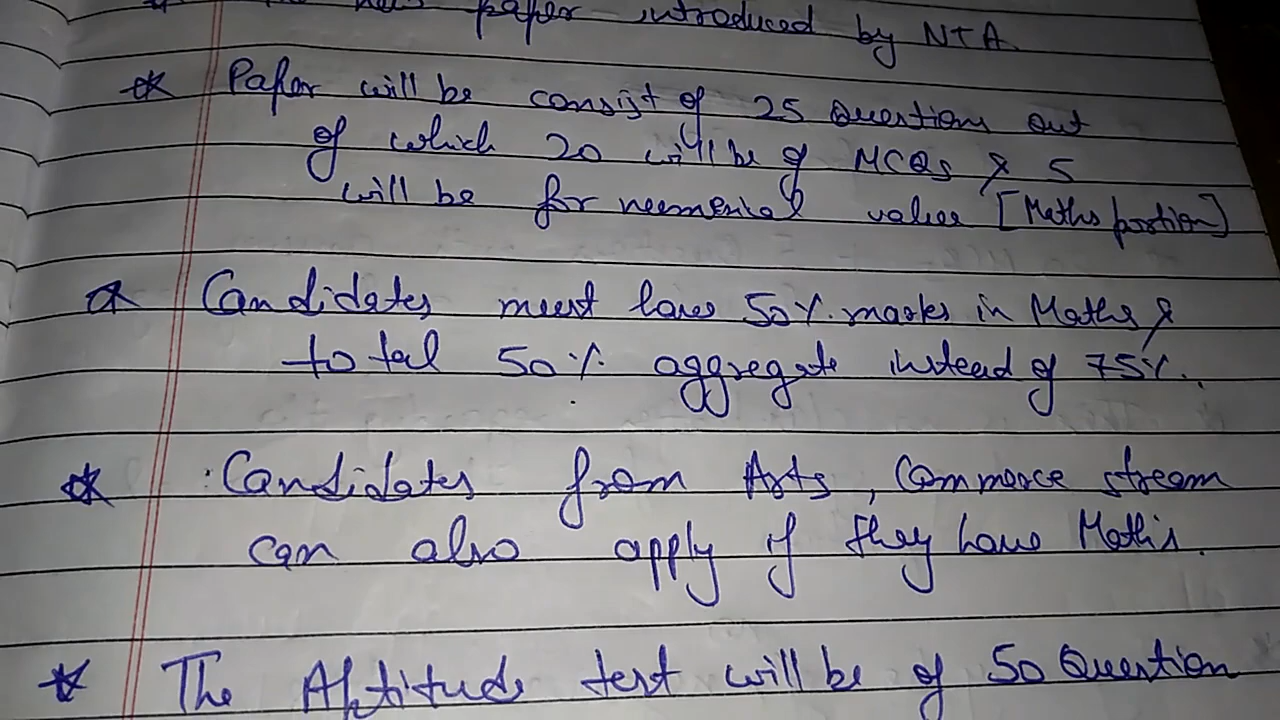 new paper introduced by NTA.
* Paper will be consist of 25 Questions out
of which 20 will be of MCQs & 5
will be for neumerical value [Maths portion]
* Candidates must have 50% marks in Maths &
total 50% aggregate instead of 75%.
* Candidates from Arts, Commerce stream
can also apply if they have Maths.
* The Aptitude test will be of 50 Question